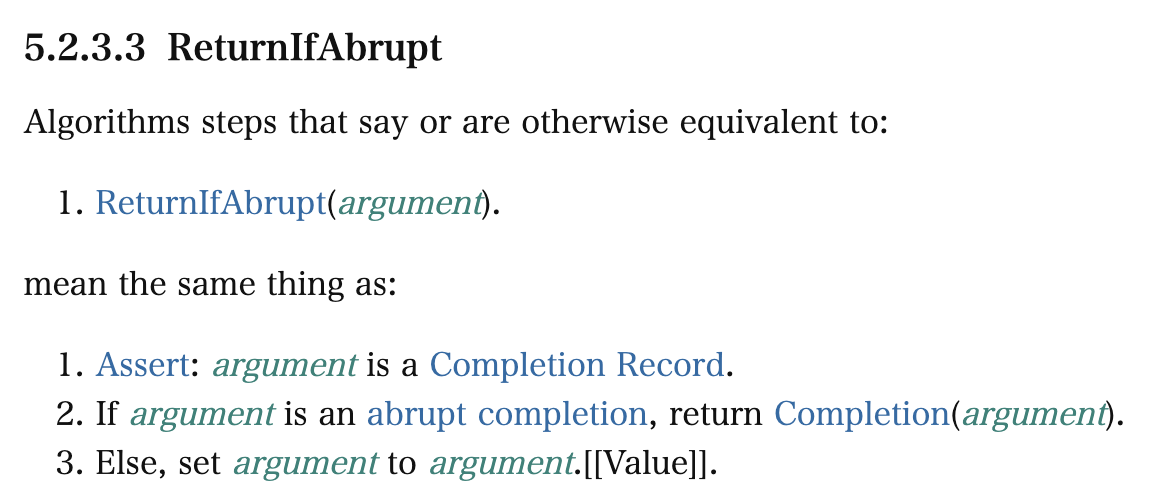 5.2.3.3 ReturnIfAbrupt
Algorithms steps that say or are otherwise equivalent to:
1. ReturnIfAbrupt(argument).
mean the same thing as:
1. Assert: argument is a Completion Record.
2. If argument is an abrupt completion, return Completion(argument).
3. Else, set argument to argument.[[Value]].